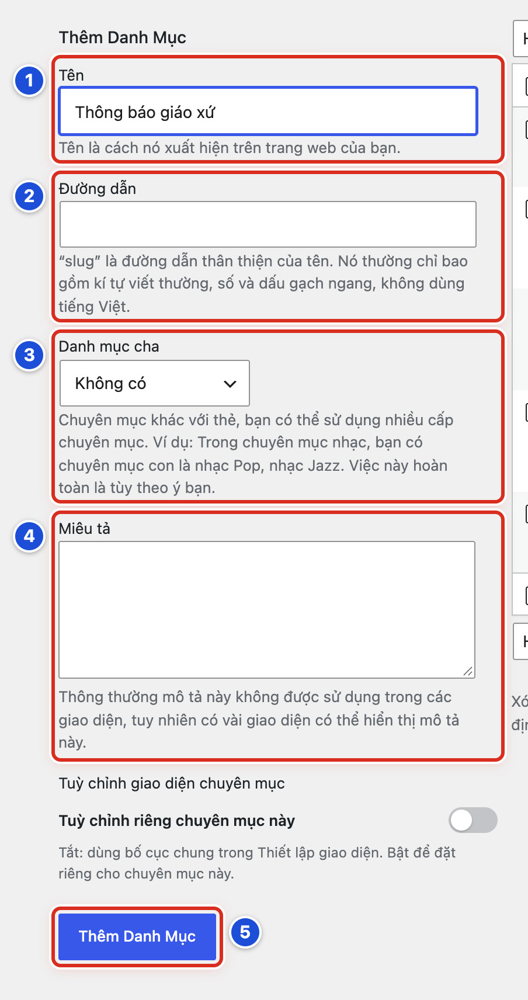 Thêm Danh Mục
1
Tên
Thông báo giáo xứ
Tên là cách nó xuất hiện trên trang web của bạn.
2
Đường dẫn
“slug” là đường dẫn thân thiện của tên. Nó thường chỉ bao
gồm kí tự viết thường, số và dấu gạch ngang, không dùng
tiếng Việt.
3
Danh mục cha
Không có
Chuyên mục khác với thẻ, bạn có thể sử dụng nhiều cấp
chuyên mục. Ví dụ: Trong chuyên mục nhạc, bạn có
chuyên mục con là nhạc Pop, nhạc Jazz. Việc này hoàn
toàn là tùy theo ý bạn.
4
Miêu tả
Thông thường mô tả này không được sử dụng trong các
giao diện, tuy nhiên có vài giao diện có thể hiển thị mô tả
này.
Tuỳ chỉnh giao diện chuyên mục
Tuỳ chỉnh riêng chuyên mục này
Tắt: dùng bố cục chung trong Thiết lập giao diện. Bật để đặt
riêng cho chuyên mục này.
Thêm Danh Mục
5